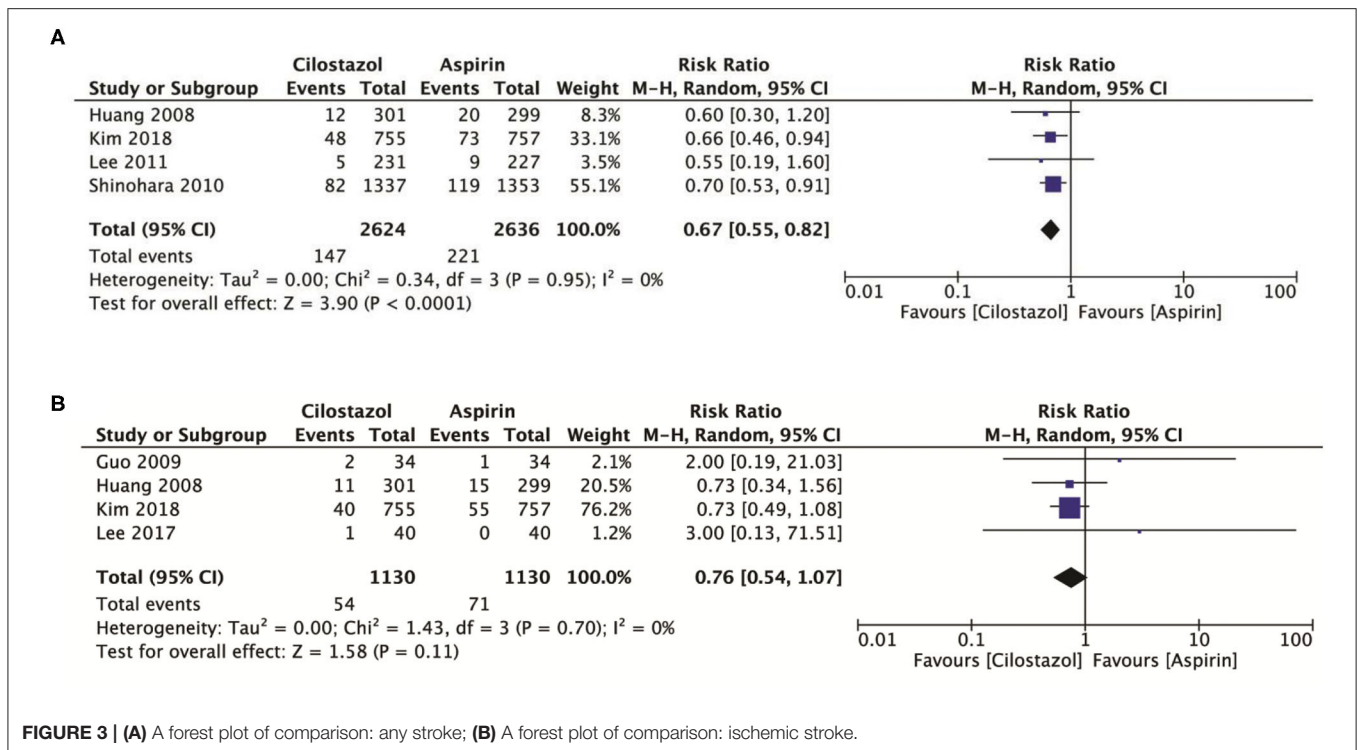 A
Cilostazol Aspirin Risk Ratio Risk Ratio
Study or Subgroup Events Total Events Total Weight M-H, Random, 95% CI M-H, Random, 95% CI
Huang 2008 12 301 20 299 8.3% 0.60 [0.30, 1.20]
Kim 2018 48 755 73 757 33.1% 0.66 [0.46, 0.94]
Lee 2011 5 231 9 227 3.5% 0.55 [0.19, 1.60]
Shinohara 2010 82 1337 119 1353 55.1% 0.70 [0.53, 0.91]
Total (95% CI) 2624 2636 100.0% 0.67 [0.55, 0.82]
Total events 147 221
Heterogeneity: Tau² = 0.00; Chi² = 0.34, df = 3 (P = 0.95); I² = 0%
Test for overall effect: Z = 3.90 (P < 0.0001)
0.01 0.1 1 10 100
Favours [Cilostazol] Favours [Aspirin]
B
Cilostazol Aspirin Risk Ratio Risk Ratio
Study or Subgroup Events Total Events Total Weight M-H, Random, 95% CI M-H, Random, 95% CI
Guo 2009 2 34 1 34 2.1% 2.00 [0.19, 21.03]
Huang 2008 11 301 15 299 20.5% 0.73 [0.34, 1.56]
Kim 2018 40 755 55 757 76.2% 0.73 [0.49, 1.08]
Lee 2017 1 40 0 40 1.2% 3.00 [0.13, 71.51]
Total (95% CI) 1130 1130 100.0% 0.76 [0.54, 1.07]
Total events 54 71
Heterogeneity: Tau² = 0.00; Chi² = 1.43, df = 3 (P = 0.70); I² = 0%
Test for overall effect: Z = 1.58 (P = 0.11)
0.01 0.1 1 10 100
Favours [Cilostazol] Favours [Aspirin]
FIGURE 3 | (A) A forest plot of comparison: any stroke; (B) A forest plot of comparison: ischemic stroke.